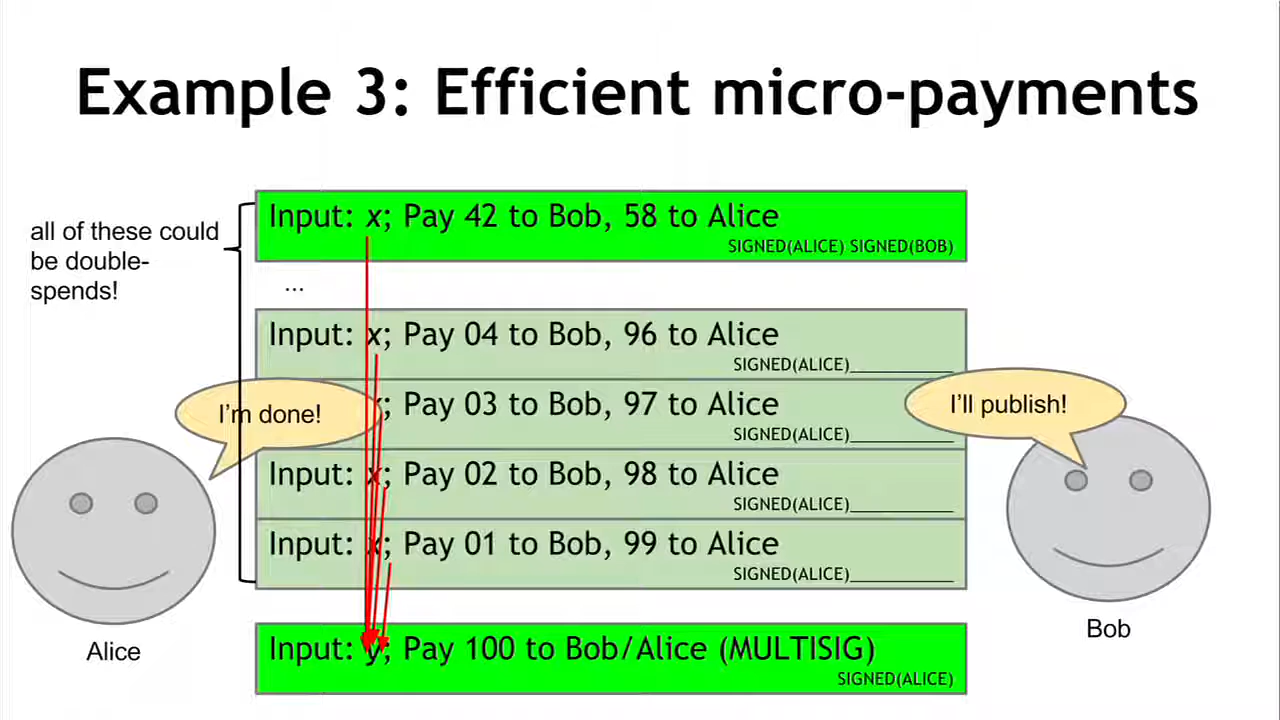 Example 3: Efficient micro-payments
all of these could
be double-
spends!
Input: x; Pay 42 to Bob, 58 to Alice
SIGNED(ALICE) SIGNED(BOB)
...
Input: x; Pay 04 to Bob, 96 to Alice
SIGNED(ALICE)____________
I'm done!
x; Pay 03 to Bob, 97 to Alice
SIGNED(ALICE)____________
I'll publish!
Input: x; Pay 02 to Bob, 98 to Alice
SIGNED(ALICE)____________
Input: x; Pay 01 to Bob, 99 to Alice
SIGNED(ALICE)____________
Alice
Bob
Input: y; Pay 100 to Bob/Alice (MULTISIG)
SIGNED(ALICE)